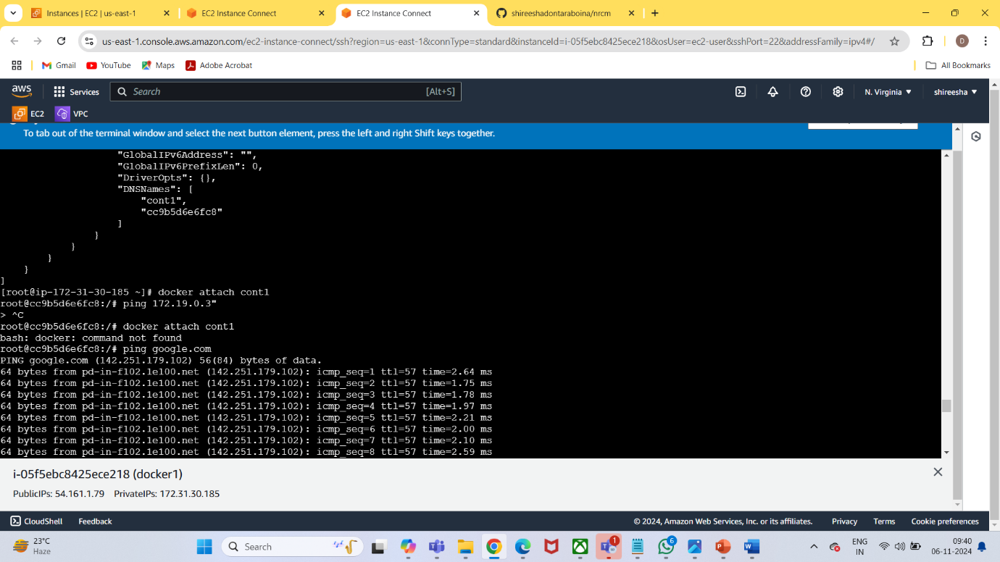 Instances | EC2 | us-east-1
EC2 Instance Connect
EC2 Instance Connect
shireeshadontaraboina/nrcm
us-east-1.console.aws.amazon.com/ec2-instance-connect/ssh?region=us-east-1&connType=standard&instanceId=i-05f5ebc8425ece218&osUser=ec2-user&sshPort=22&addressFamily=ipv4#/
D
Gmail
YouTube
Maps
Adobe Acrobat
All Bookmarks
aws
Services
Search
[Alt+S]
N. Virginia
shireesha
EC2
VPC
To tab out of the terminal window and select the next button element, press the left and right Shift keys together.
"GlobalIPv6Address": "",
"GlobalIPv6PrefixLen": 0,
"DriverOpts": {},
"DNSNames": [
"cont1",
"cc9b5d6e6fc8"
]
}
}
}
}
]
[root@ip-172-31-30-185 ~]# docker attach cont1
root@cc9b5d6e6fc8:/# ping 172.19.0.3"
> ^C
root@cc9b5d6e6fc8:/# docker attach cont1
bash: docker: command not found
root@cc9b5d6e6fc8:/# ping google.com
PING google.com (142.251.179.102) 56(84) bytes of data.
64 bytes from pd-in-f102.1e100.net (142.251.179.102): icmp_seq=1 ttl=57 time=2.64 ms
64 bytes from pd-in-f102.1e100.net (142.251.179.102): icmp_seq=2 ttl=57 time=1.75 ms
64 bytes from pd-in-f102.1e100.net (142.251.179.102): icmp_seq=3 ttl=57 time=1.78 ms
64 bytes from pd-in-f102.1e100.net (142.251.179.102): icmp_seq=4 ttl=57 time=1.97 ms
64 bytes from pd-in-f102.1e100.net (142.251.179.102): icmp_seq=5 ttl=57 time=2.21 ms
64 bytes from pd-in-f102.1e100.net (142.251.179.102): icmp_seq=6 ttl=57 time=2.00 ms
64 bytes from pd-in-f102.1e100.net (142.251.179.102): icmp_seq=7 ttl=57 time=2.10 ms
64 bytes from pd-in-f102.1e100.net (142.251.179.102): icmp_seq=8 ttl=57 time=2.59 ms
i-05f5ebc8425ece218 (docker1)
PublicIPs: 54.161.1.79 PrivateIPs: 172.31.30.185
CloudShell
Feedback
© 2024, Amazon Web Services, Inc. or its affiliates.
Privacy
Terms
Cookie preferences
23°C
Haze
Search
1
6
ENG
IN
09:40
06-11-2024